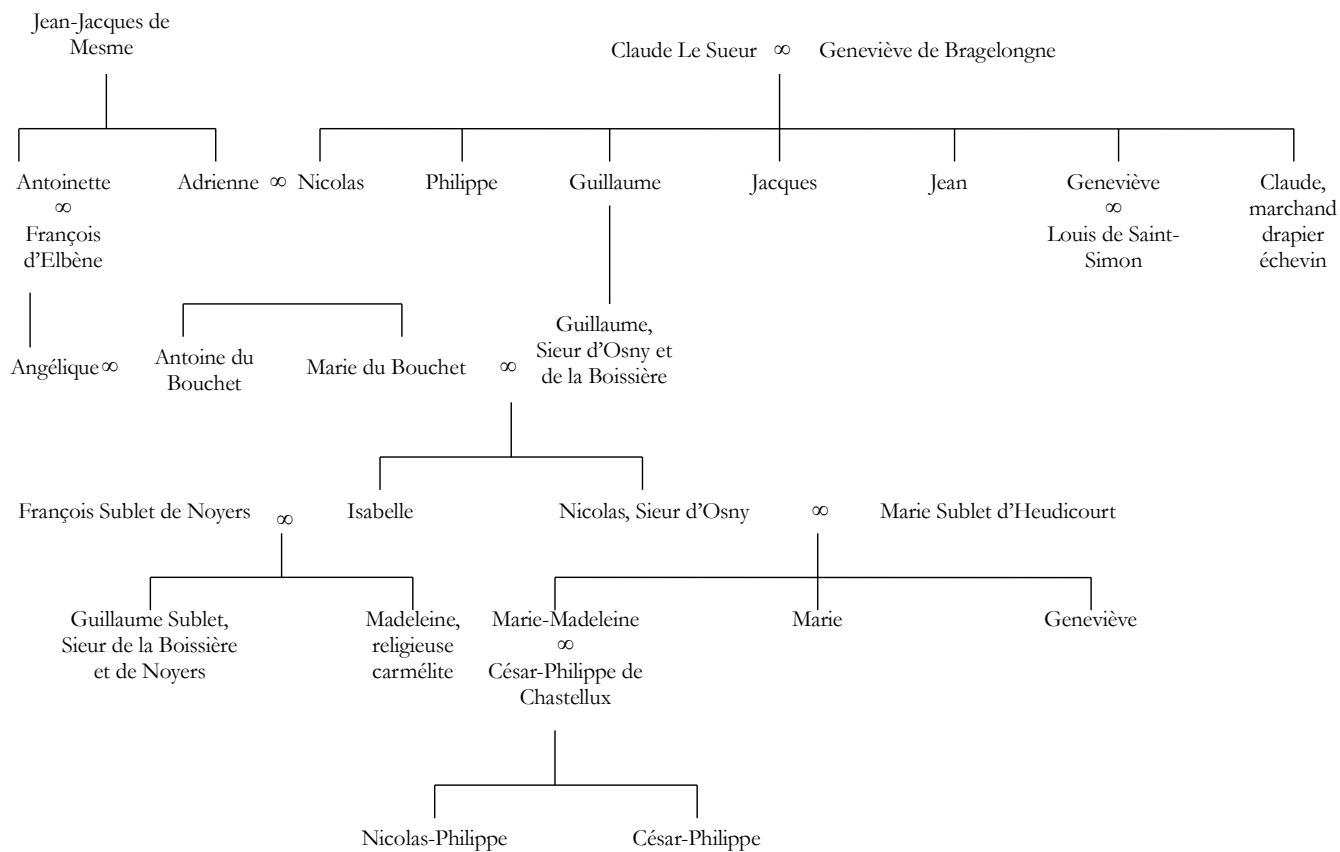 Jean-Jacques de
Mesme
Claude Le Sueur ∞ Geneviève de Bragelongne
Antoinette
∞
François
d’Elbène
Adrienne ∞ Nicolas
Philippe
Guillaume
Jacques
Jean
Geneviève
∞
Louis de Saint-
Simon
Claude,
marchand
drapier
échevin
Angélique ∞
Antoine du
Bouchet
Marie du Bouchet ∞
Guillaume,
Sieur d’Osny et
de la Boissière
François Sublet de Noyers ∞ Isabelle
Nicolas, Sieur d’Osny ∞ Marie Sublet d’Heudicourt
Guillaume Sublet,
Sieur de la Boissière
et de Noyers
Madeleine,
religieuse
carmélite
Marie-Madeleine
∞
César-Philippe de
Chastellux
Marie
Geneviève
Nicolas-Philippe
César-Philippe